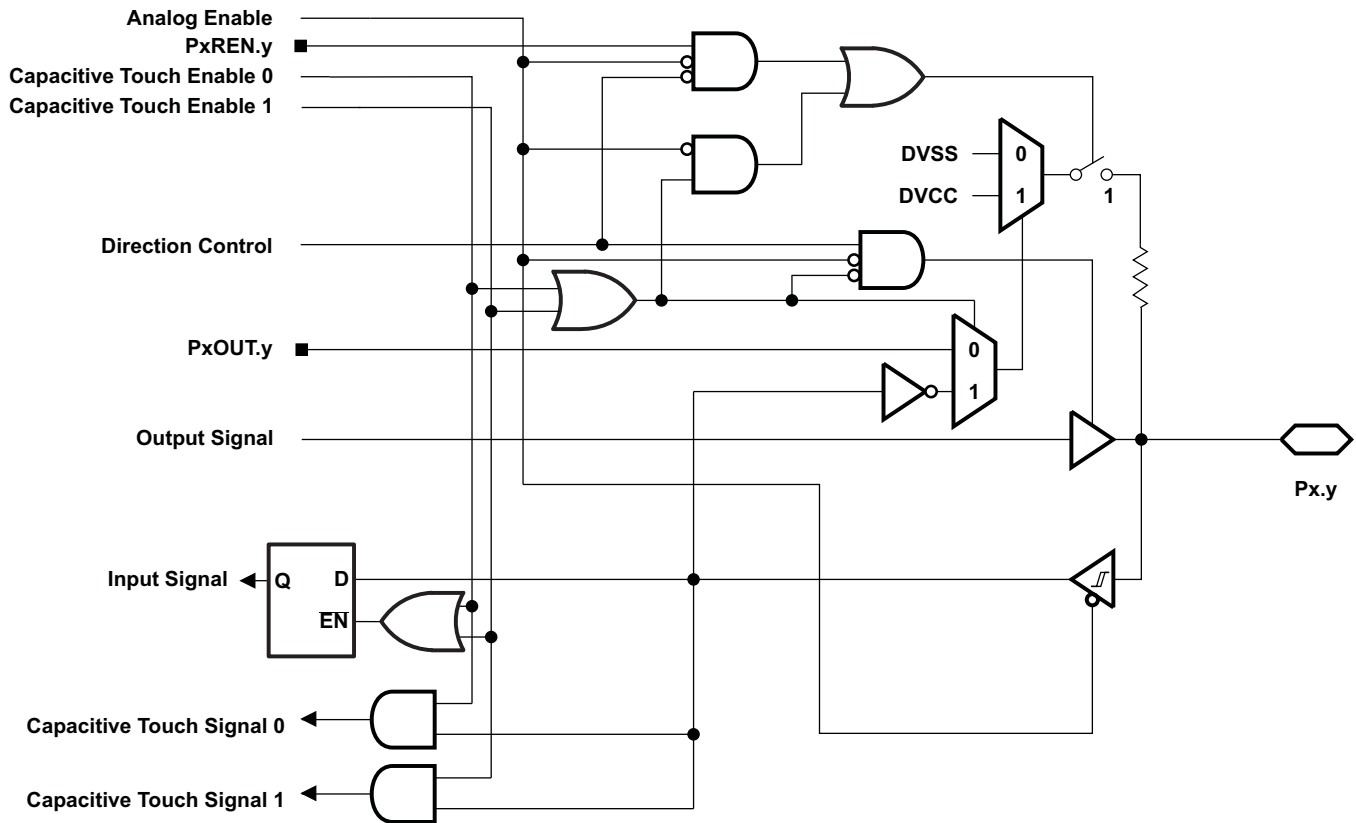 Analog Enable
PxREN.y
Capacitive Touch Enable 0
Capacitive Touch Enable 1
DVSS
0
DVCC
1
1
Direction Control
PxOUT.y
0
1
Output Signal
Px.y
Input Signal
Q
D
EN
Capacitive Touch Signal 0
Capacitive Touch Signal 1